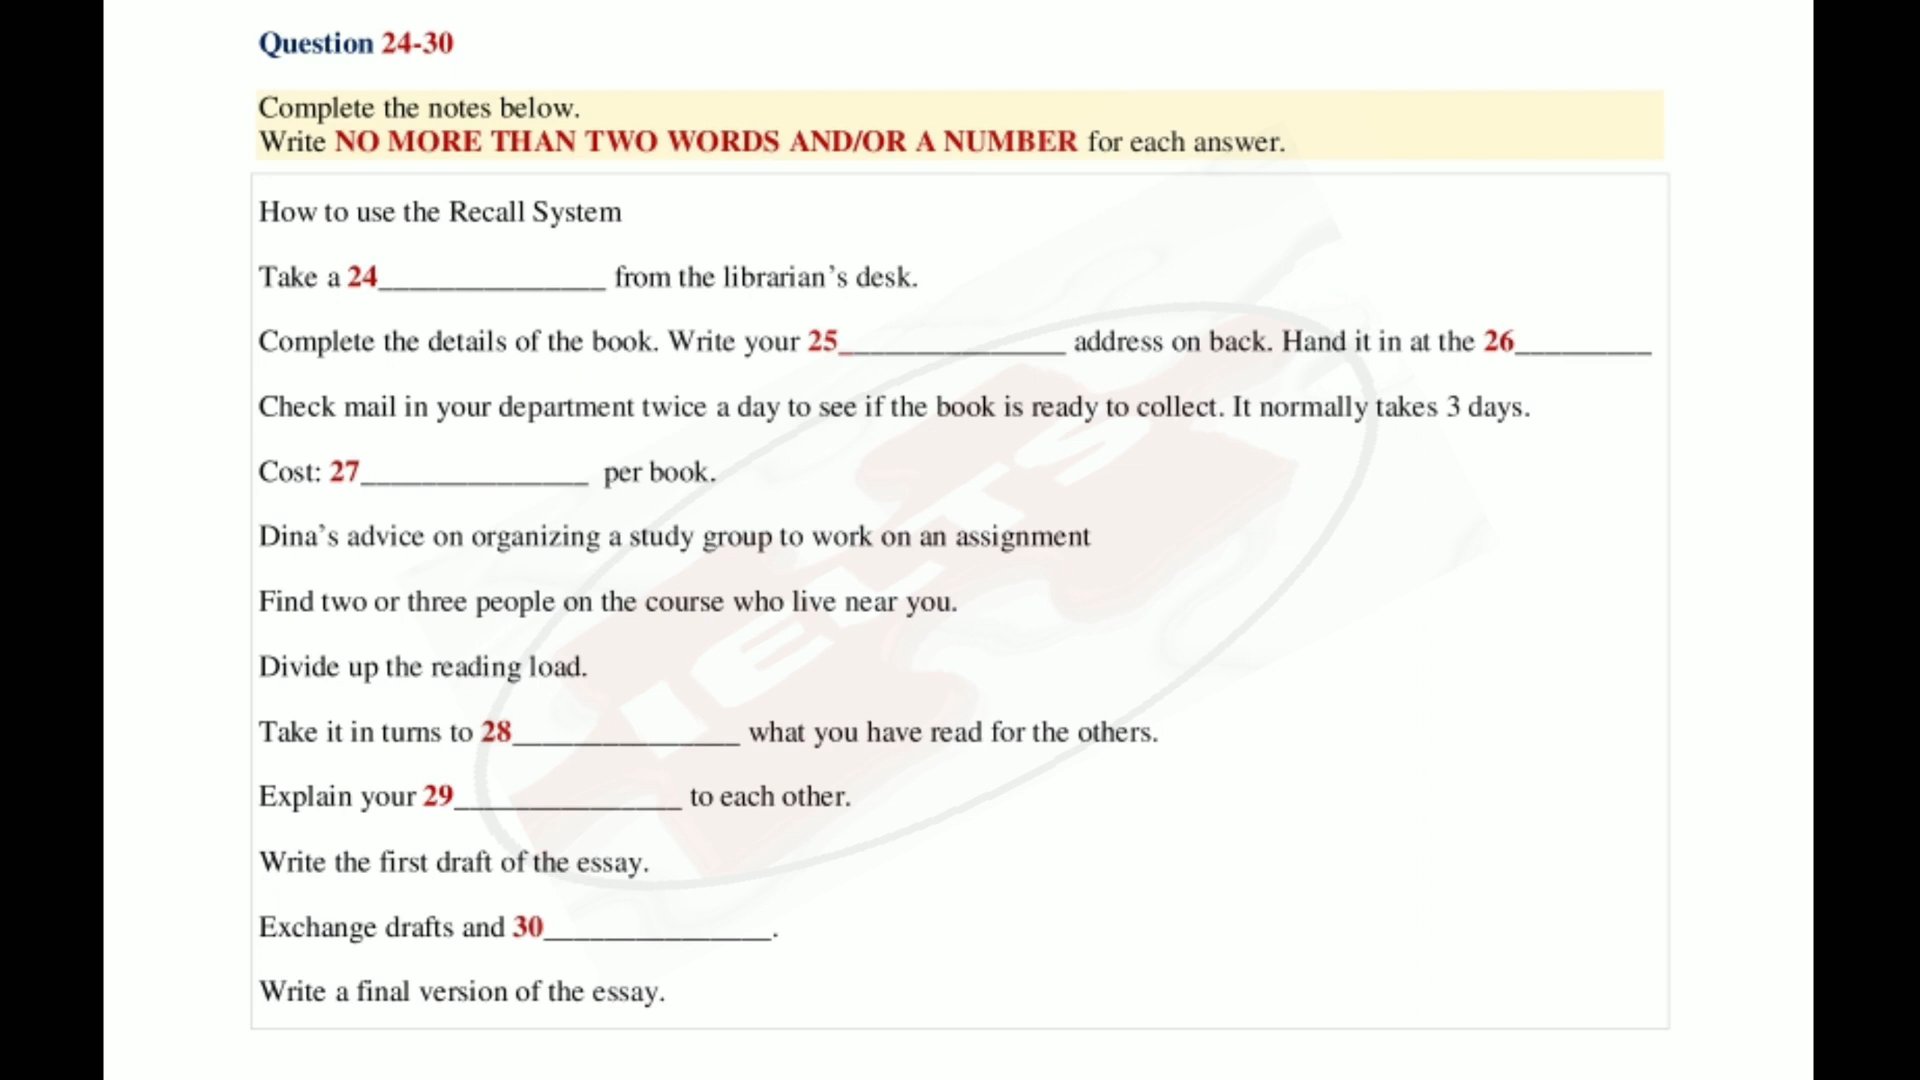 Question 24-30
Complete the notes below.
Write NO MORE THAN TWO WORDS AND/OR A NUMBER for each answer.
How to use the Recall System
Take a 24_______________ from the librarian's desk.
Complete the details of the book. Write your 25_______________ address on back. Hand it in at the 26_________
Check mail in your department twice a day to see if the book is ready to collect. It normally takes 3 days.
Cost: 27_______________ per book.
Dina's advice on organizing a study group to work on an assignment
Find two or three people on the course who live near you.
Divide up the reading load.
Take it in turns to 28_______________ what you have read for the others.
Explain your 29_______________ to each other.
Write the first draft of the essay.
Exchange drafts and 30_______________.
Write a final version of the essay.
IELTS